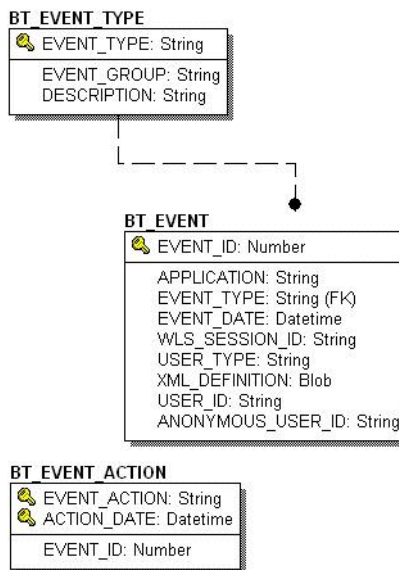 BT_EVENT_TYPE
EVENT_TYPE: String
EVENT_GROUP: String
DESCRIPTION: String
BT_EVENT
EVENT_ID: Number
APPLICATION: String
EVENT_TYPE: String (FK)
EVENT_DATE: Datetime
WLS_SESSION_ID: String
USER_TYPE: String
XML_DEFINITION: Blob
USER_ID: String
ANONYMOUS_USER_ID: String
BT_EVENT_ACTION
EVENT_ACTION: String
ACTION_DATE: Datetime
EVENT_ID: Number